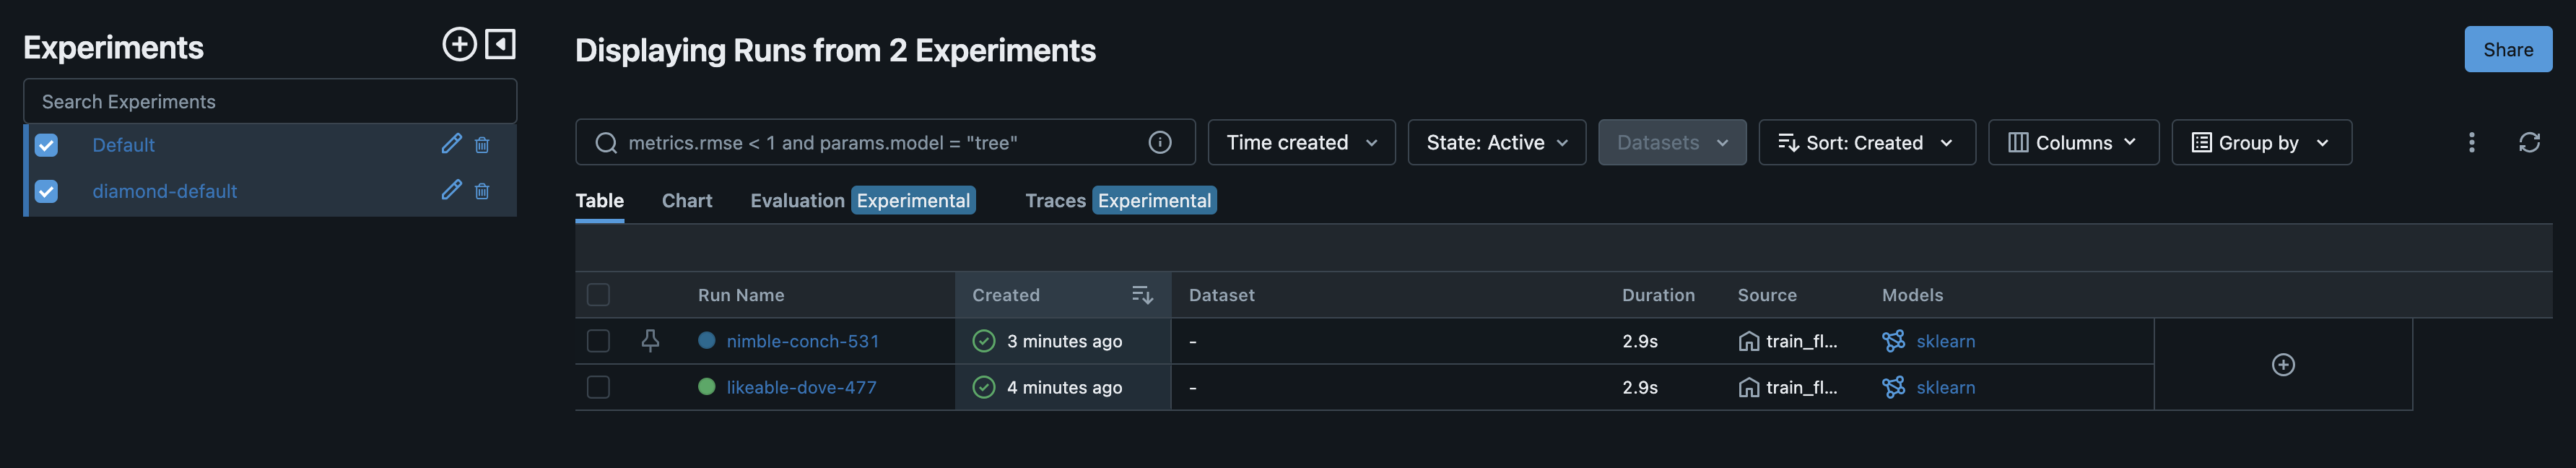 Experiments
Search Experiments
Default
diamond-default
Displaying Runs from 2 Experiments
Share
metrics.rmse < 1 and params.model = "tree"
Time created
State: Active
Datasets
Sort: Created
Columns
Group by
Table Chart Evaluation Experimental Traces Experimental
Run Name Created Dataset Duration Source Models
nimble-conch-531 3 minutes ago - 2.9s train_fl... sklearn
likeable-dove-477 4 minutes ago - 2.9s train_fl... sklearn